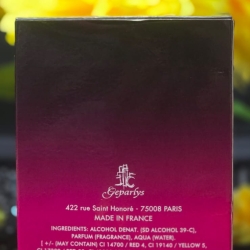 Geparlys
422 rue Saint Honoré - 75008 PARIS
MADE IN FRANCE
INGREDIENTS: ALCOHOL DENAT. (SD ALCOHOL 39-C),
PARFUM (FRAGRANCE), AQUA (WATER).
[ +/- (MAY CONTAIN) CI 14700 / RED 4, CI 19140 / YELLOW 5,